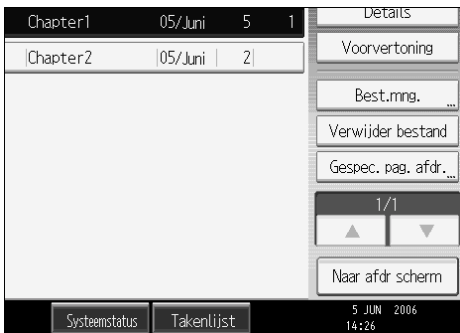 Chapter1 05/Juni 5 1
Chapter2 05/Juni 2
Details
Voorvertoning
Best.mng. ...
Verwijder bestand
Gespec. pag. afdr. ...
1/1
Naar afdr scherm
Systeemstatus Takenlijst
5 JUN 2006
14:26